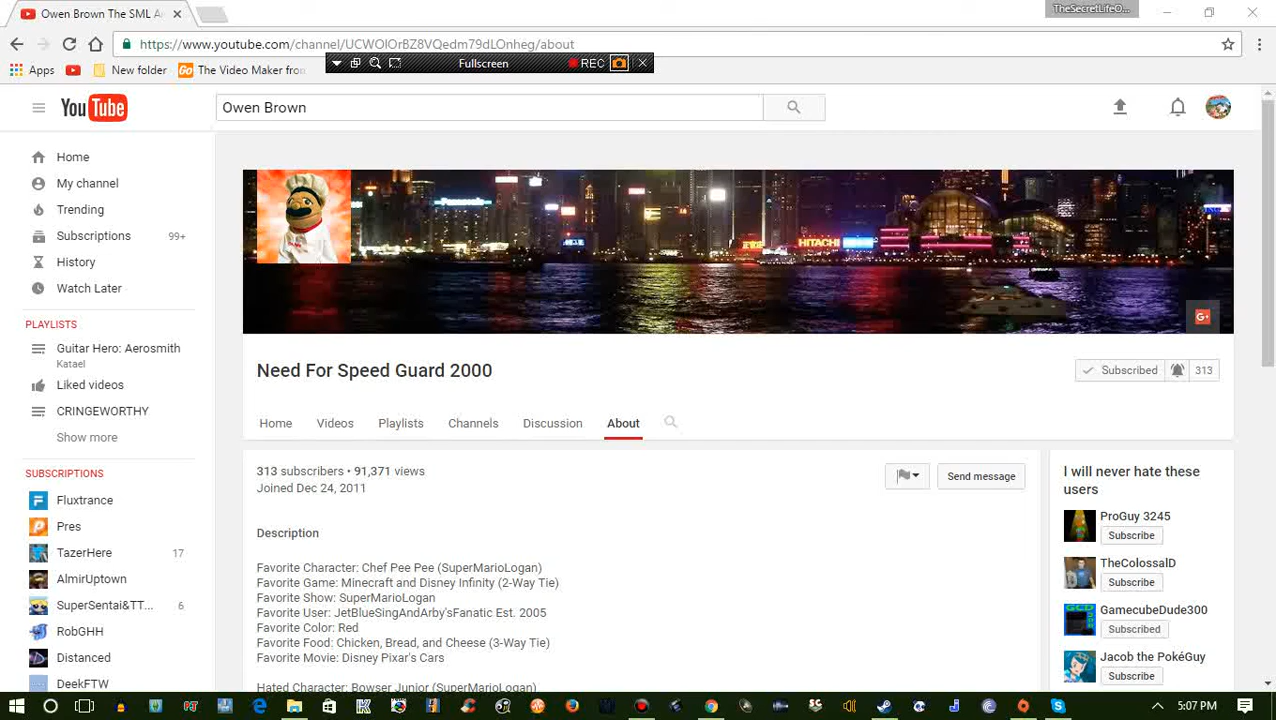 Owen Brown The SML A
TheSecretLifeO...
https://www.youtube.com/channel/UCWOIOrBZ8VQedm79dLOnheg/about
Apps
New folder
Go
The Video Maker fro
Fullscreen
REC
YouTube
Owen Brown
Home
My channel
Trending
Subscriptions 99+
History
Watch Later
PLAYLISTS
Guitar Hero: Aerosmith
Katael
Liked videos
CRINGEWORTHY
Show more
SUBSCRIPTIONS
Fluxtrance
Pres
TazerHere 17
AlmirUptown
SuperSentai&TT... 6
RobGHH
Distanced
DeekFTW
HITACHI
G+
Need For Speed Guard 2000
Subscribed 313
Home Videos Playlists Channels Discussion About
313 subscribers • 91,371 views
Joined Dec 24, 2011
Send message
Description
Favorite Character: Chef Pee Pee (SuperMarioLogan)
Favorite Game: Minecraft and Disney Infinity (2-Way Tie)
Favorite Show: SuperMarioLogan
Favorite User: JetBlueSingAndArby'sFanatic Est. 2005
Favorite Color: Red
Favorite Food: Chicken, Bread, and Cheese (3-Way Tie)
Favorite Movie: Disney Pixar's Cars
Hated Character: Bowser Junior (SuperMarioLogan)
I will never hate these
users
ProGuy 3245
Subscribe
TheColossalD
Subscribe
GamecubeDude300
Subscribed
Jacob the PokéGuy
Subscribe
5:07 PM